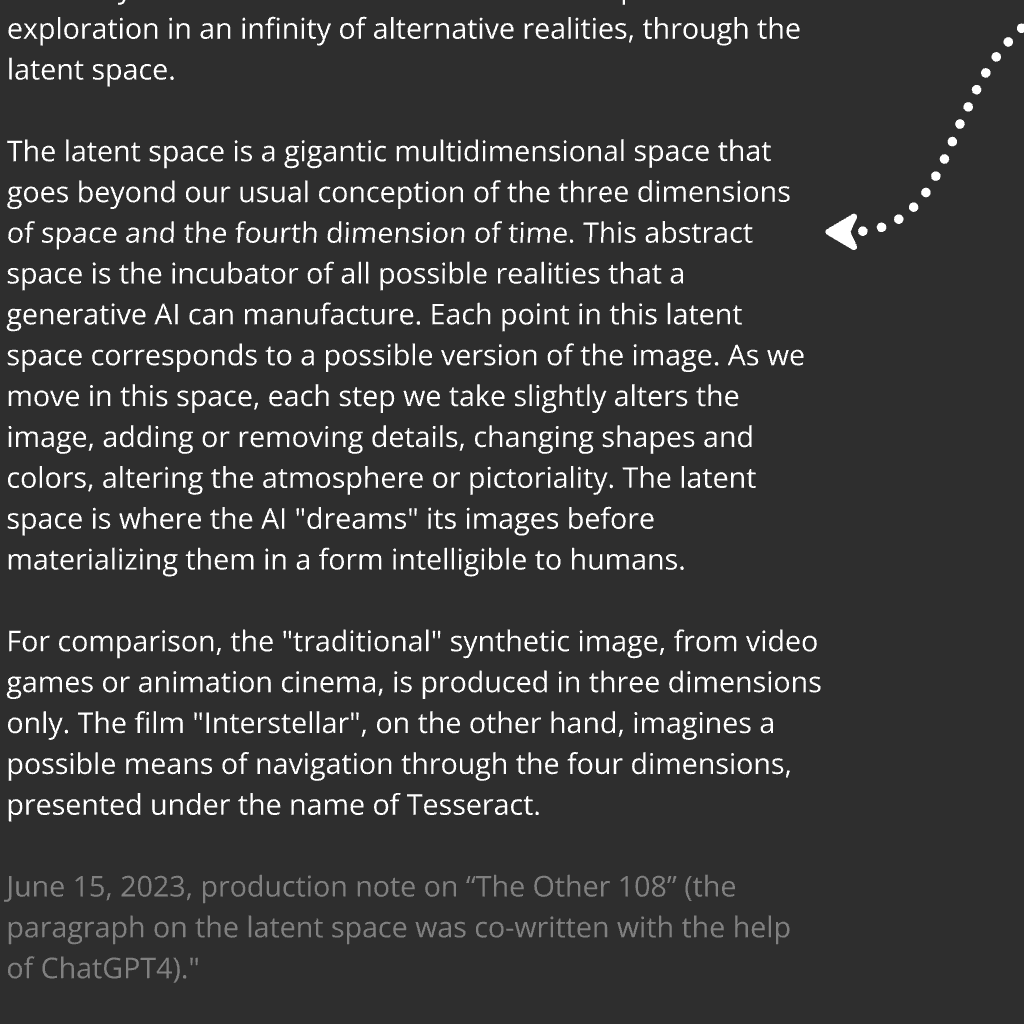 exploration in an infinity of alternative realities, through the
latent space.
The latent space is a gigantic multidimensional space that
goes beyond our usual conception of the three dimensions
of space and the fourth dimension of time. This abstract
space is the incubator of all possible realities that a
generative AI can manufacture. Each point in this latent
space corresponds to a possible version of the image. As we
move in this space, each step we take slightly alters the
image, adding or removing details, changing shapes and
colors, altering the atmosphere or pictoriality. The latent
space is where the AI "dreams" its images before
materializing them in a form intelligible to humans.
For comparison, the "traditional" synthetic image, from video
games or animation cinema, is produced in three dimensions
only. The film "Interstellar", on the other hand, imagines a
possible means of navigation through the four dimensions,
presented under the name of Tesseract.
June 15, 2023, production note on “The Other 108” (the
paragraph on the latent space was co-written with the help
of ChatGPT4)."